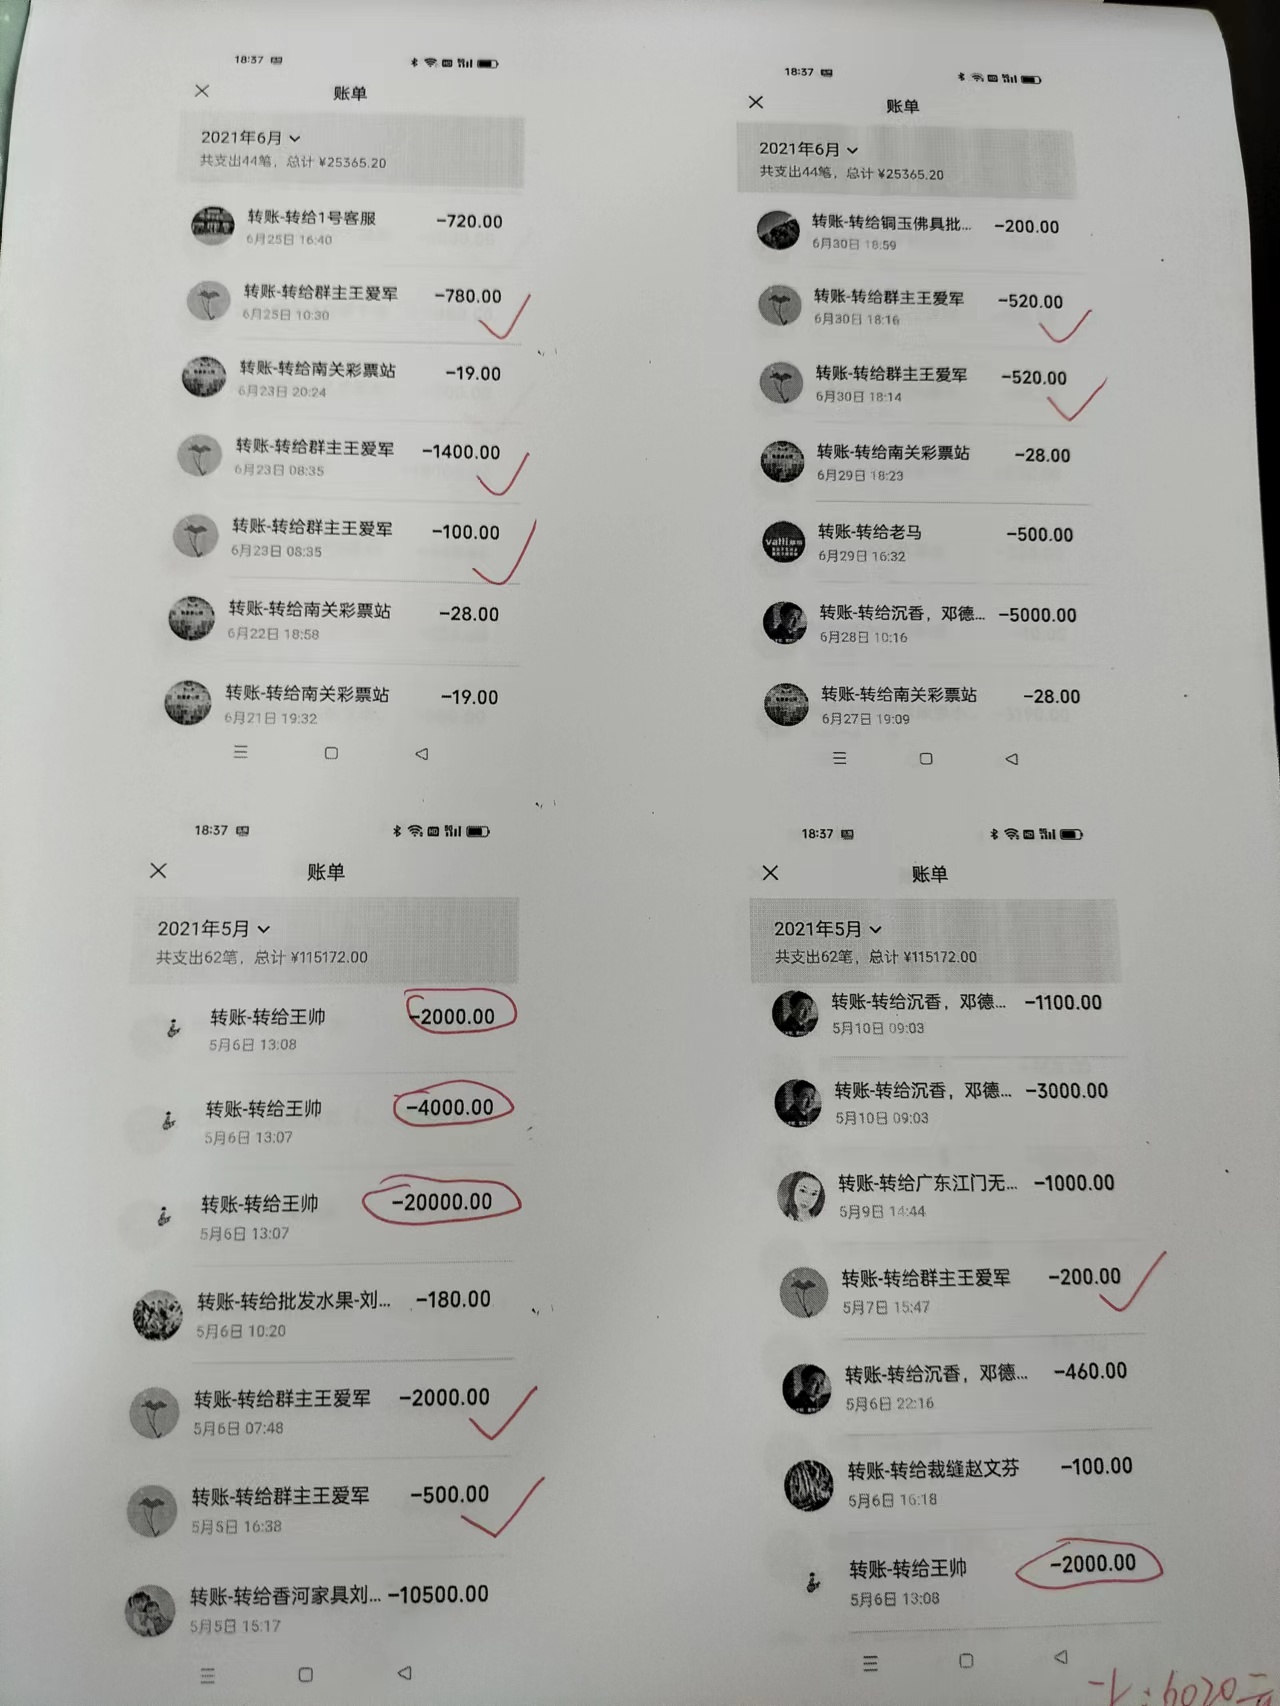 18:37
账单
2021年6月
共支出44笔，总计 ¥25365.20
转账-转给1号客服 -720.00
6月25日 16:40
转账-转给群主王爱军 -780.00
6月25日 10:30
转账-转给南关彩票站 -19.00
6月23日 20:24
转账-转给群主王爱军 -1400.00
6月23日 08:35
转账-转给群主王爱军 -100.00
6月23日 08:35
转账-转给南关彩票站 -28.00
6月22日 18:58
转账-转给南关彩票站 -19.00
6月21日 19:32
18:37
账单
2021年6月
共支出44笔，总计 ¥25365.20
转账-转给铜玉佛具批... -200.00
6月30日 18:59
转账-转给群主王爱军 -520.00
6月30日 18:16
转账-转给群主王爱军 -520.00
6月30日 18:14
转账-转给南关彩票站 -28.00
6月29日 18:23
转账-转给老马 -500.00
6月29日 16:32
转账-转给沉香，邓德... -5000.00
6月28日 10:16
转账-转给南关彩票站 -28.00
6月27日 19:09
18:37
账单
2021年5月
共支出62笔，总计 ¥115172.00
转账-转给王帅 -2000.00
5月6日 13:08
转账-转给王帅 -4000.00
5月6日 13:07
转账-转给王帅 -20000.00
5月6日 13:07
转账-转给批发水果-刘... -180.00
5月6日 10:20
转账-转给群主王爱军 -2000.00
5月6日 07:48
转账-转给群主王爱军 -500.00
5月5日 16:38
转账-转给香河家具刘... -10500.00
5月5日 15:17
18:37
账单
2021年5月
共支出62笔，总计 ¥115172.00
转账-转给沉香，邓德... -1100.00
5月10日 09:03
转账-转给沉香，邓德... -3000.00
5月10日 09:03
转账-转给广东江门无... -1000.00
5月9日 14:44
转账-转给群主王爱军 -200.00
5月7日 15:47
转账-转给沉香，邓德... -460.00
5月6日 22:16
转账-转给裁缝赵文芬 -100.00
5月6日 16:18
转账-转给王帅 -2000.00
5月6日 13:08
6020元